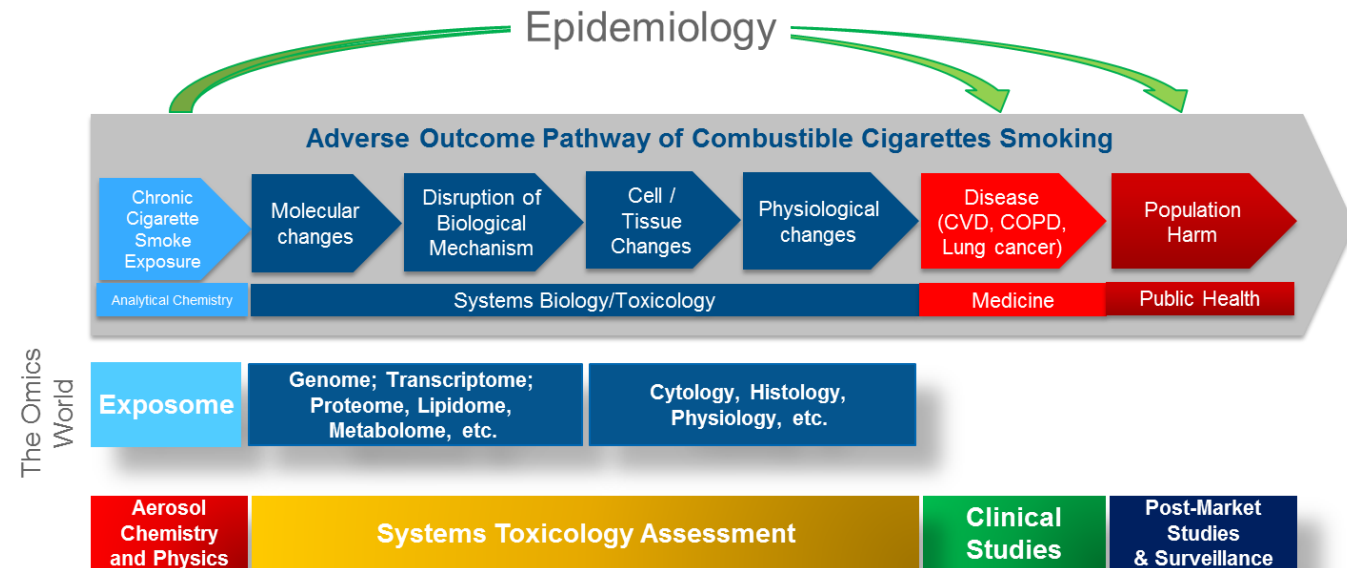 Epidemiology
Adverse Outcome Pathway of Combustible Cigarettes Smoking
Chronic
Cigarette
Smoke
Exposure
Molecular
changes
Disruption of
Biological
Mechanism
Cell /
Tissue
Changes
Physiological
changes
Disease
(CVD, COPD,
Lung cancer)
Population
Harm
Analytical Chemistry
Systems Biology/Toxicology
Medicine
Public Health
The Omics
World
Exposome
Genome; Transcriptome;
Proteome, Lipidome,
Metabolome, etc.
Cytology, Histology,
Physiology, etc.
Aerosol
Chemistry
and Physics
Systems Toxicology Assessment
Clinical
Studies
Post-Market
Studies
& Surveillance